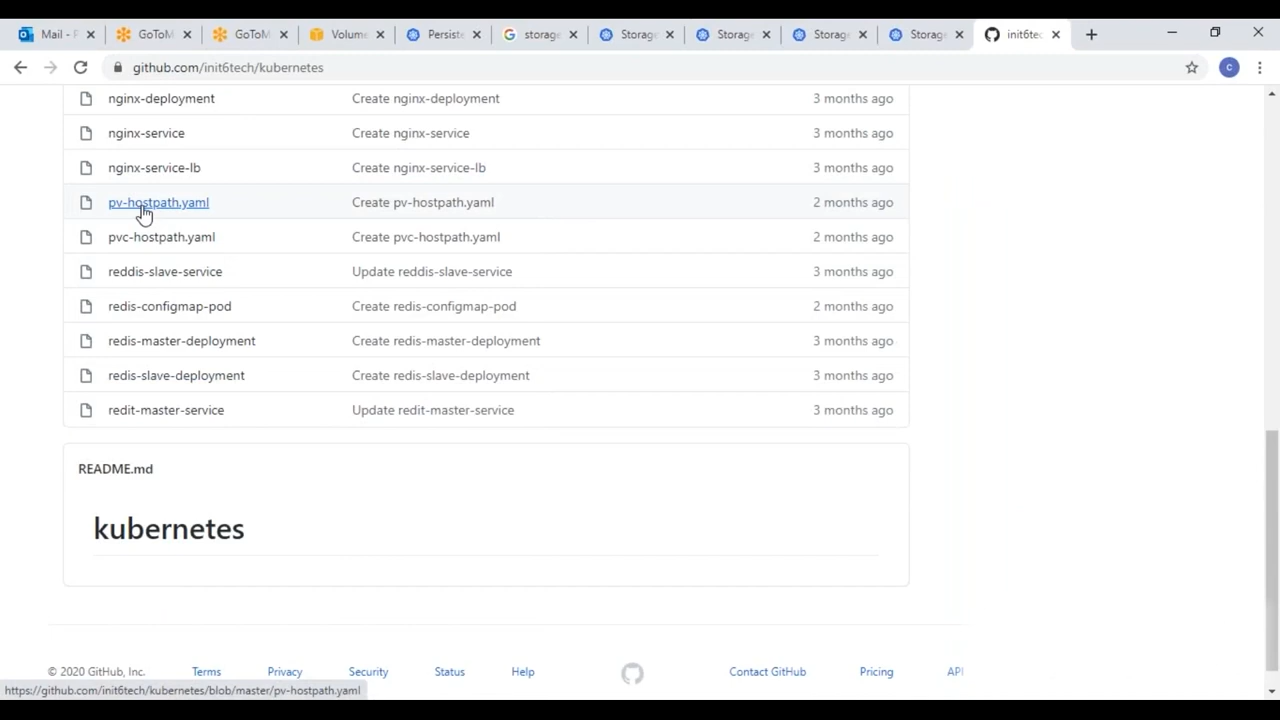 Mail - F
GoToM
GoToM
Volume
Persiste
storage
Storage
Storage
Storage
Storage
init6tec
github.com/init6tech/kubernetes
C
nginx-deployment Create nginx-deployment 3 months ago
nginx-service Create nginx-service 3 months ago
nginx-service-lb Create nginx-service-lb 3 months ago
pv-hostpath.yaml Create pv-hostpath.yaml 2 months ago
pvc-hostpath.yaml Create pvc-hostpath.yaml 2 months ago
reddis-slave-service Update reddis-slave-service 3 months ago
redis-configmap-pod Create redis-configmap-pod 2 months ago
redis-master-deployment Create redis-master-deployment 3 months ago
redis-slave-deployment Create redis-slave-deployment 3 months ago
redit-master-service Update redit-master-service 3 months ago
README.md
kubernetes
© 2020 GitHub, Inc. Terms Privacy Security Status Help Contact GitHub Pricing API
https://github.com/init6tech/kubernetes/blob/master/pv-hostpath.yaml